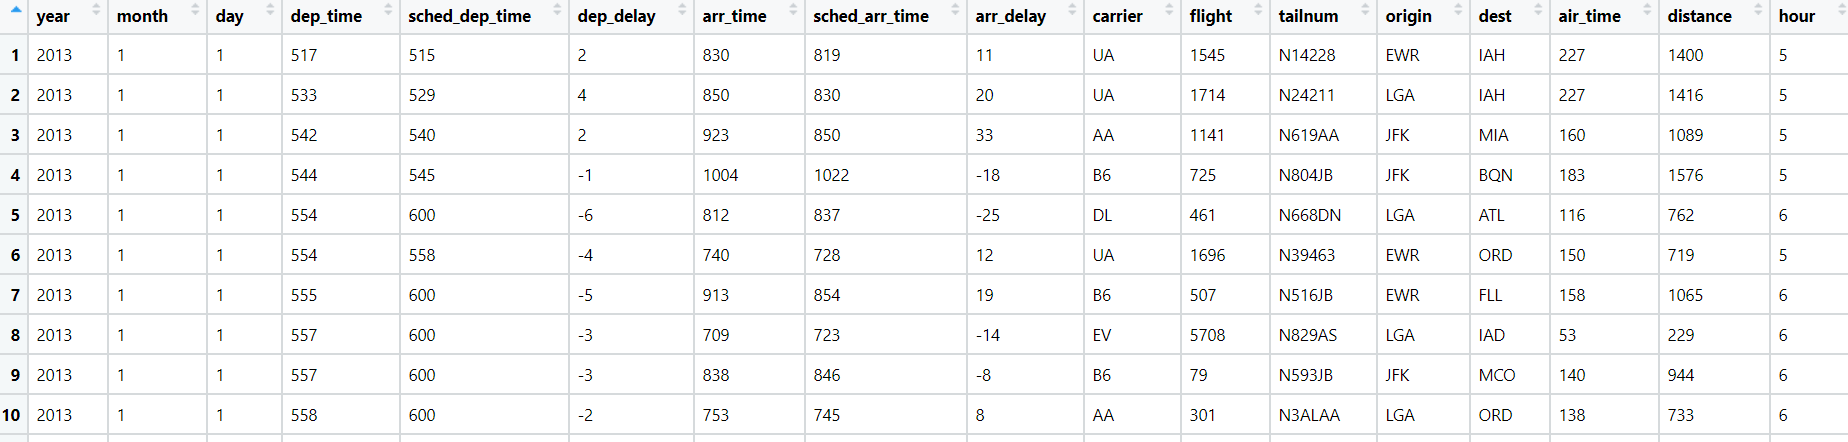 year month day dep_time sched_dep_time dep_delay arr_time sched_arr_time arr_delay carrier flight tailnum origin dest air_time distance hour
1 2013 1 1 517 515 2 830 819 11 UA 1545 N14228 EWR IAH 227 1400 5
2 2013 1 1 533 529 4 850 830 20 UA 1714 N24211 LGA IAH 227 1416 5
3 2013 1 1 542 540 2 923 850 33 AA 1141 N619AA JFK MIA 160 1089 5
4 2013 1 1 544 545 -1 1004 1022 -18 B6 725 N804JB JFK BQN 183 1576 5
5 2013 1 1 554 600 -6 812 837 -25 DL 461 N668DN LGA ATL 116 762 6
6 2013 1 1 554 558 -4 740 728 12 UA 1696 N39463 EWR ORD 150 719 5
7 2013 1 1 555 600 -5 913 854 19 B6 507 N516JB EWR FLL 158 1065 6
8 2013 1 1 557 600 -3 709 723 -14 EV 5708 N829AS LGA IAD 53 229 6
9 2013 1 1 557 600 -3 838 846 -8 B6 79 N593JB JFK MCO 140 944 6
10 2013 1 1 558 600 -2 753 745 8 AA 301 N3ALAA LGA ORD 138 733 6